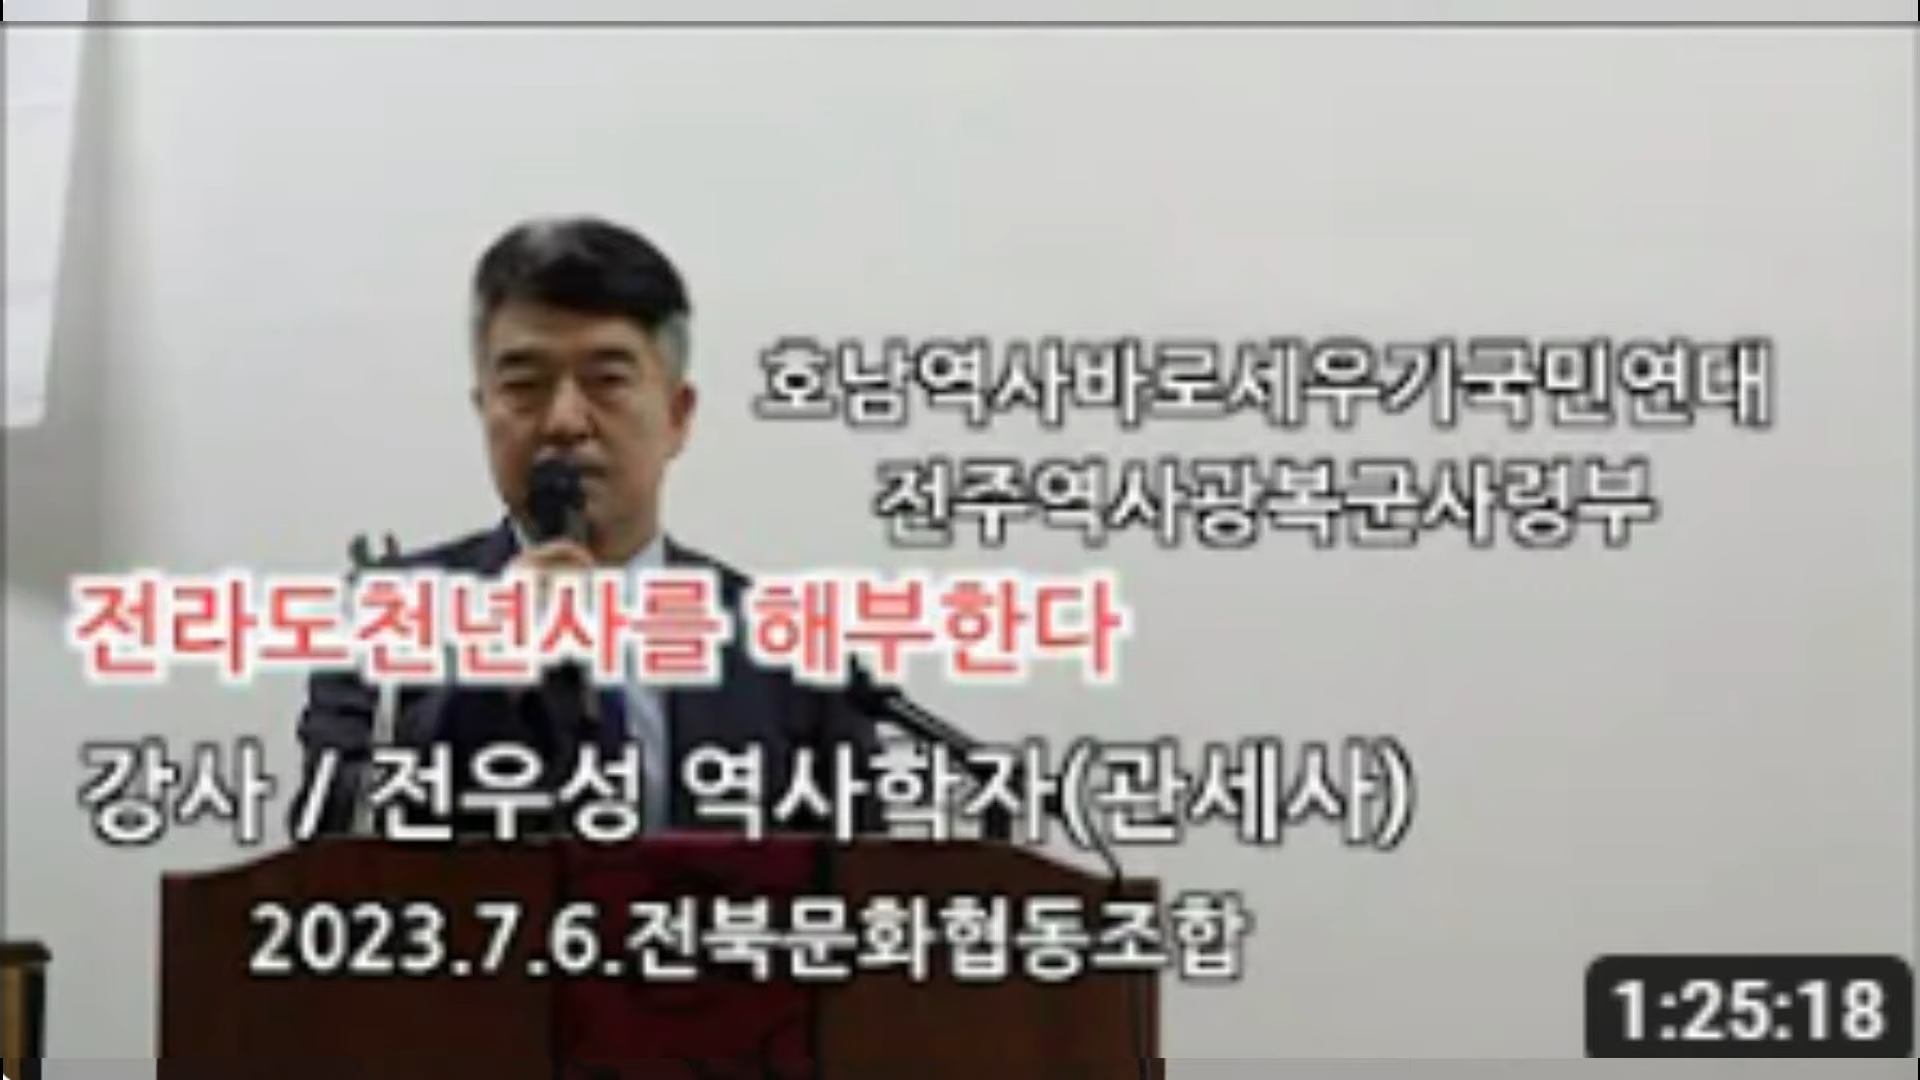 호남역사바로세우기국민연대
전주역사광복군사령부
전라도천년사를 해부한다
강사 / 전우성 역사학자(관세사)
2023.7.6.전북문화협동조합
1:25:18